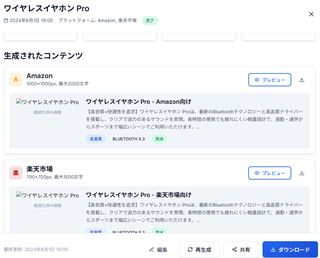 ワイヤレスイヤホン Pro
2024年6月1日 19:00 プラットフォーム: Amazon, 楽天市場 完了
生成されたコンテンツ
A Amazon
1000×1000px, 最大2000文字
プレビュー
ワイヤレスイヤホン Pro
最適化済み画像
ワイヤレスイヤホン Pro - Amazon向け
【高音質×快適性を追求】ワイヤレスイヤホン Proは、最新のBluetoothテクノロジーと高品質ドライバー
を搭載し、クリアで迫力のあるサウンドを実現。長時間の使用でも疲れにくい軽量設計で、通勤・通学か
らスポーツまで幅広いシーンでご利用いただけます。...
高音質 BLUETOOTH 5.3 防水
楽 楽天市場
700×700px, 最大1500文字
プレビュー
ワイヤレスイヤホン Pro
最適化済み画像
ワイヤレスイヤホン Pro - 楽天市場向け
【高音質×快適性を追求】ワイヤレスイヤホン Proは、最新のBluetoothテクノロジーと高品質ドライバー
を搭載し、クリアで迫力のあるサウンドを実現。長時間の使用でも疲れにくい軽量設計で、通勤・通学か
らスポーツまで幅広いシーンでご利用いただけます。...
高音質 BLUETOOTH 5.3 防水
最終更新: 2024年6月1日 19:05
編集 再生成 共有 ダウンロード